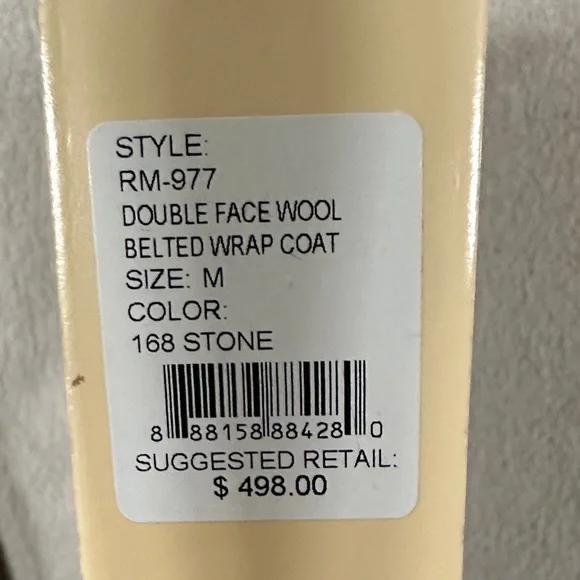 STYLE:
RM-977
DOUBLE FACE WOOL
BELTED WRAP COAT
SIZE: M
COLOR:
168 STONE
8 88158 88428 0
SUGGESTED RETAIL:
$ 498.00